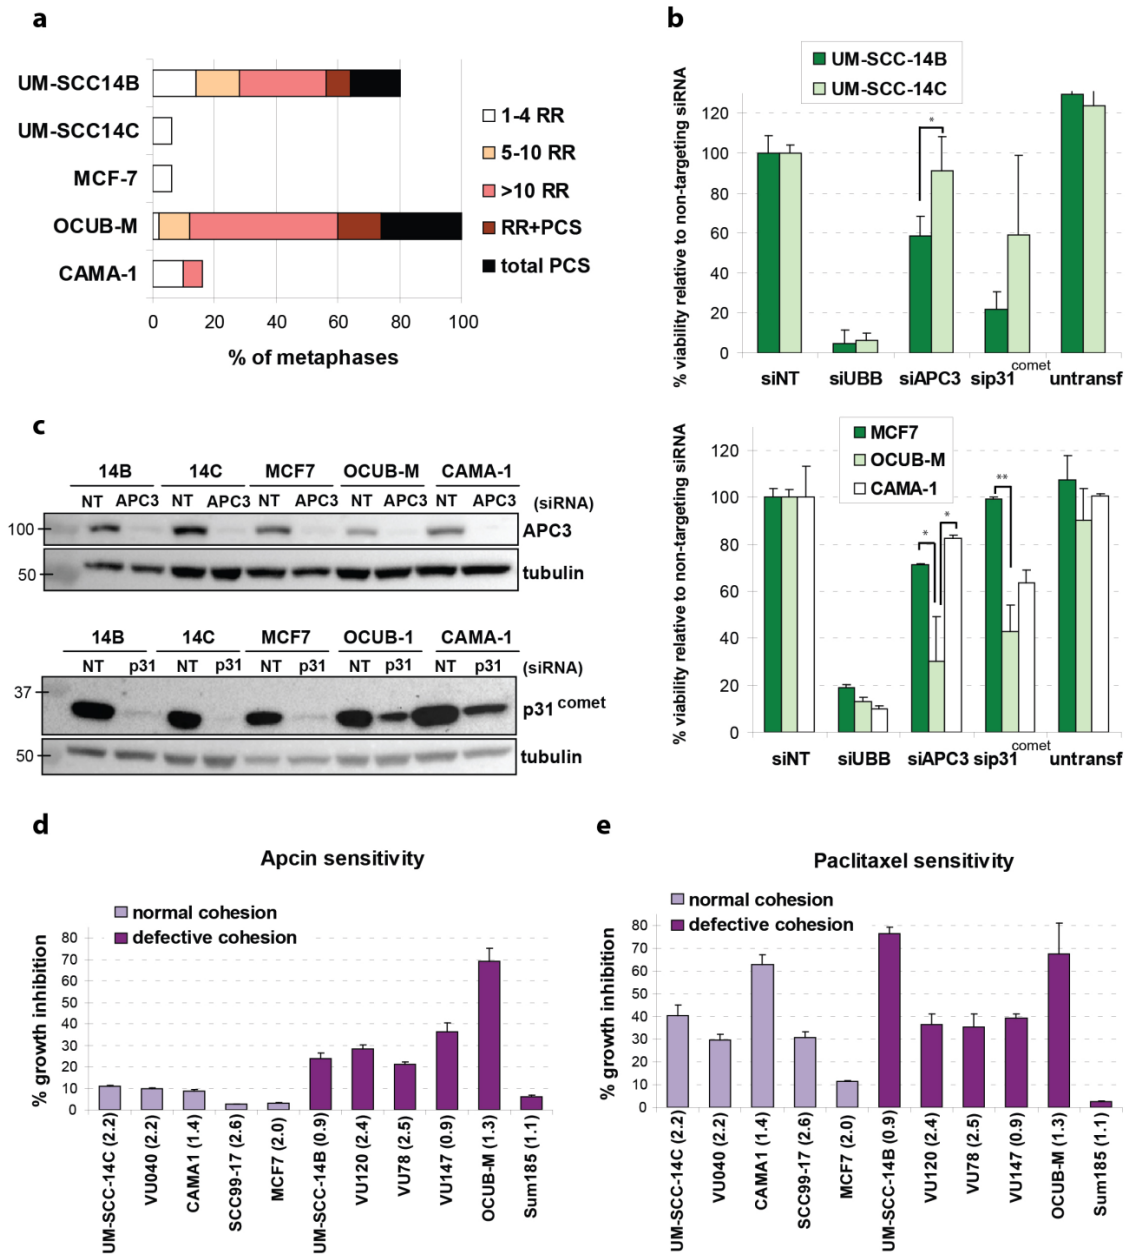 a
UM-SCC14B
UM-SCC14C
MCF-7
OCUB-M
CAMA-1
0 20 40 60 80 100
% of metaphases
1-4 RR
5-10 RR
>10 RR
RR+PCS
total PCS
b
UM-SCC-14B
UM-SCC-14C
% viability relative to non-targeting siRNA
120
100
80
60
40
20
0
*
siNT siUBB siAPC3 sip31comet untransf
MCF7
OCUB-M
CAMA-1
% viability relative to non-targeting siRNA
120
100
80
60
40
20
0
* * **
siNT siUBB siAPC3 sip31comet untransf
c
14B 14C MCF7 OCUB-M CAMA-1
NT APC3 NT APC3 NT APC3 NT APC3 NT APC3 (siRNA)
100 APC3
50 tubulin
14B 14C MCF7 OCUB-1 CAMA-1
NT p31 NT p31 NT p31 NT p31 NT p31 (siRNA)
37
p31comet
50 tubulin
d
Apcin sensitivity
normal cohesion
defective cohesion
% growth inhibition
80
70
60
50
40
30
20
10
0
UM-SCC-14C (2.2)
VU040 (2.2)
CAMA1 (1.4)
SCC99-17 (2.6)
MCF7 (2.0)
UM-SCC-14B (0.9)
VU120 (2.4)
VU78 (2.5)
VU147 (0.9)
OCUB-M (1.3)
Sum185 (1.1)
e
Paclitaxel sensitivity
normal cohesion
defective cohesion
% growth inhibition
80
70
60
50
40
30
20
10
0
UM-SCC-14C (2.2)
VU040 (2.2)
CAMA1 (1.4)
SCC99-17 (2.6)
MCF7 (2.0)
UM-SCC-14B (0.9)
VU120 (2.4)
VU78 (2.5)
VU147 (0.9)
OCUB-M (1.3)
Sum185 (1.1)